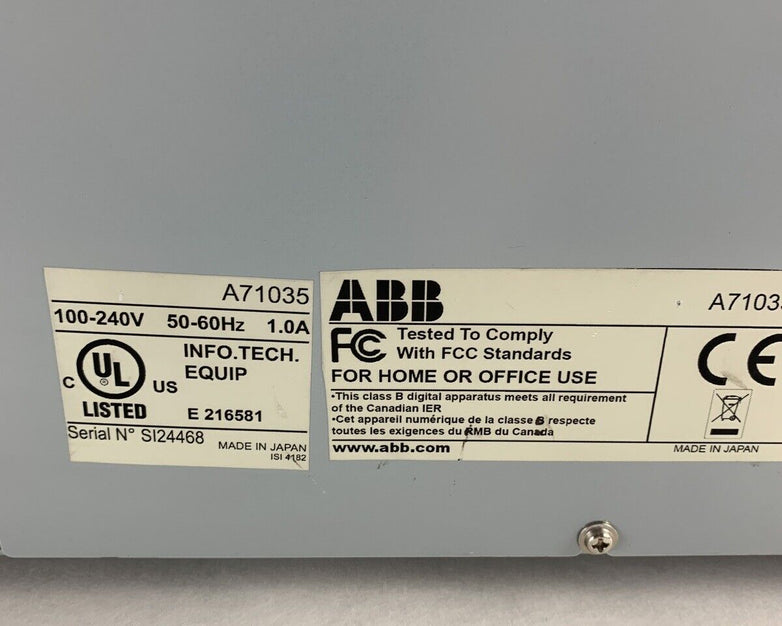 A71035
100-240V 50-60Hz 1.0A
UL
®
C US
LISTED
INFO.TECH.
EQUIP
E 216581
Serial N° SI24468
MADE IN JAPAN
ISI 4182
ABB
A7103
FC Tested To Comply
With FCC Standards
FOR HOME OR OFFICE USE
•This class B digital apparatus meets all requirement
of the Canadian IER
•Cet appareil numérique de la classe B respecte
toutes les exigences du RMB du Canada
www.abb.com
CE
MADE IN JAPAN